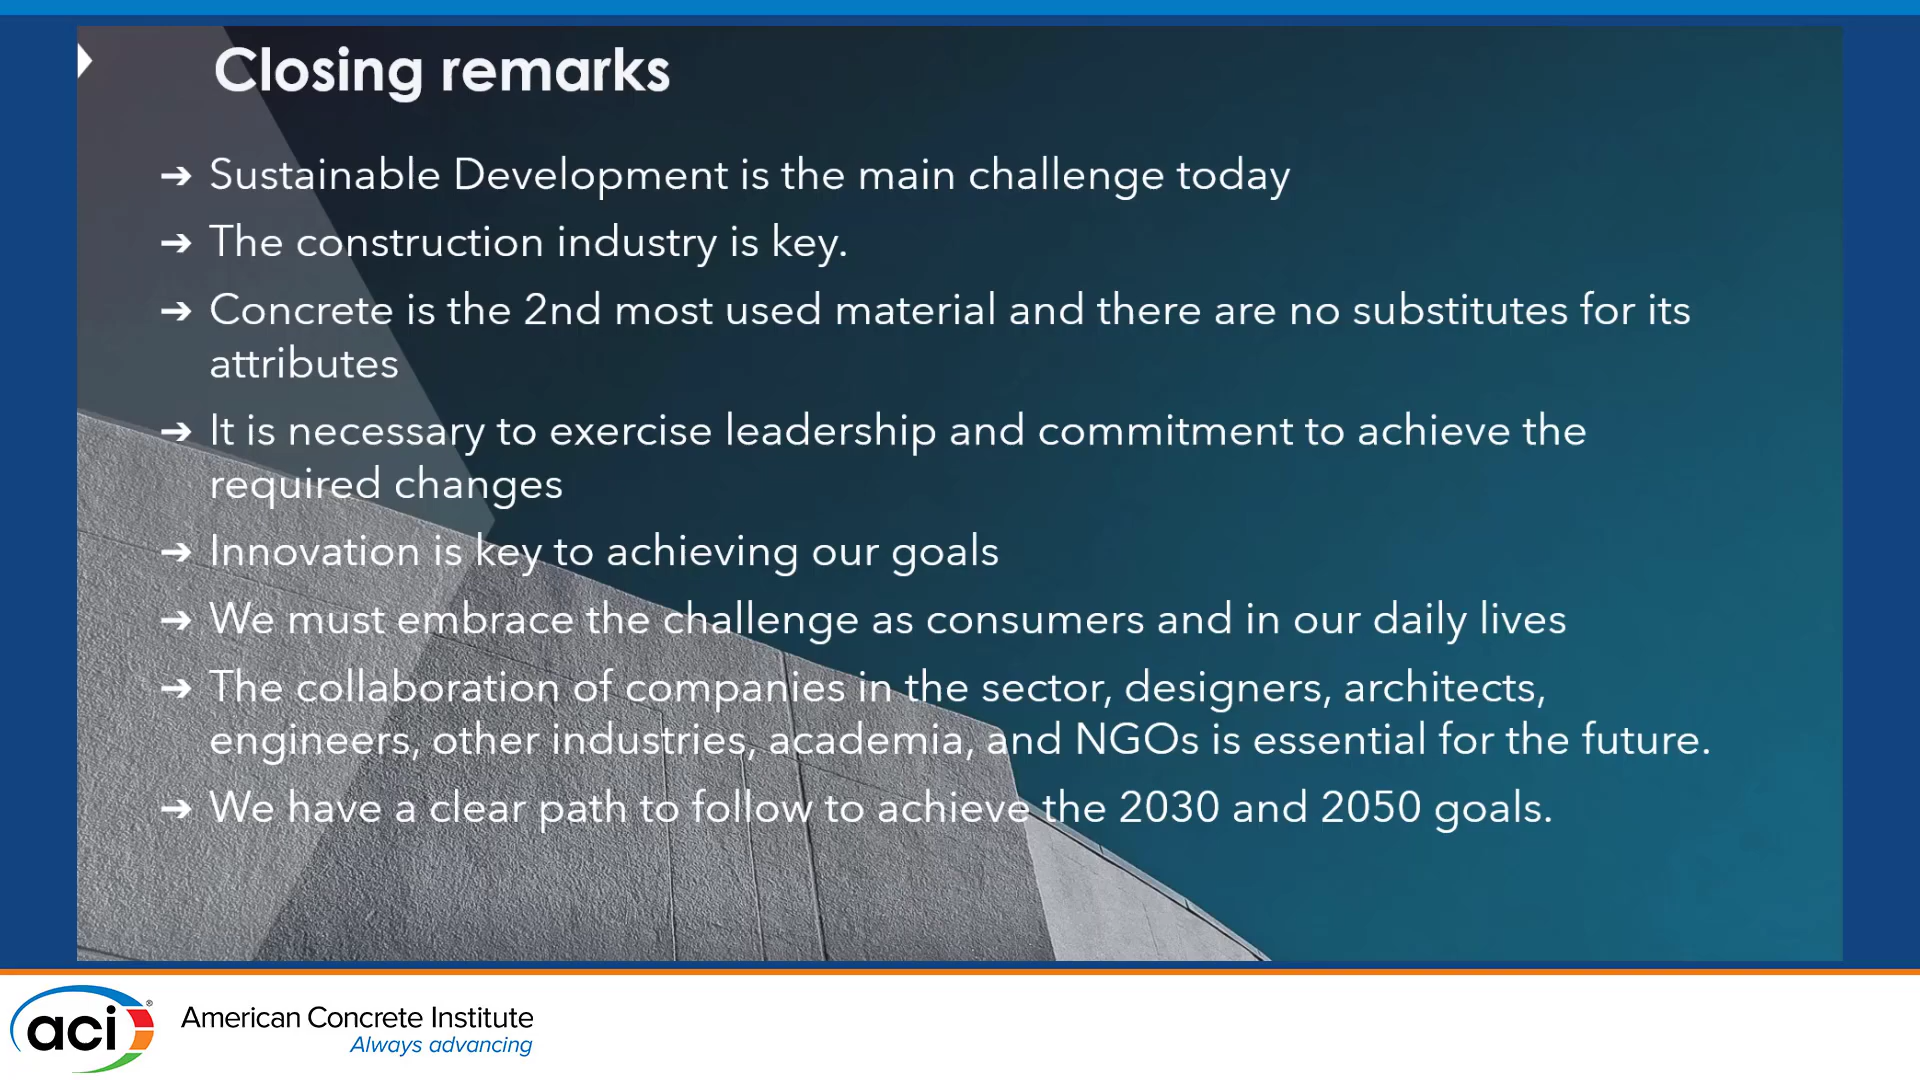 Closing remarks
➔ Sustainable Development is the main challenge today
➔ The construction industry is key.
➔ Concrete is the 2nd most used material and there are no substitutes for its
attributes
➔ It is necessary to exercise leadership and commitment to achieve the
required changes
➔ Innovation is key to achieving our goals
➔ We must embrace the challenge as consumers and in our daily lives
➔ The collaboration of companies in the sector, designers, architects,
engineers, other industries, academia, and NGOs is essential for the future.
➔ We have a clear path to follow to achieve the 2030 and 2050 goals.
aci®
American Concrete Institute
Always advancing